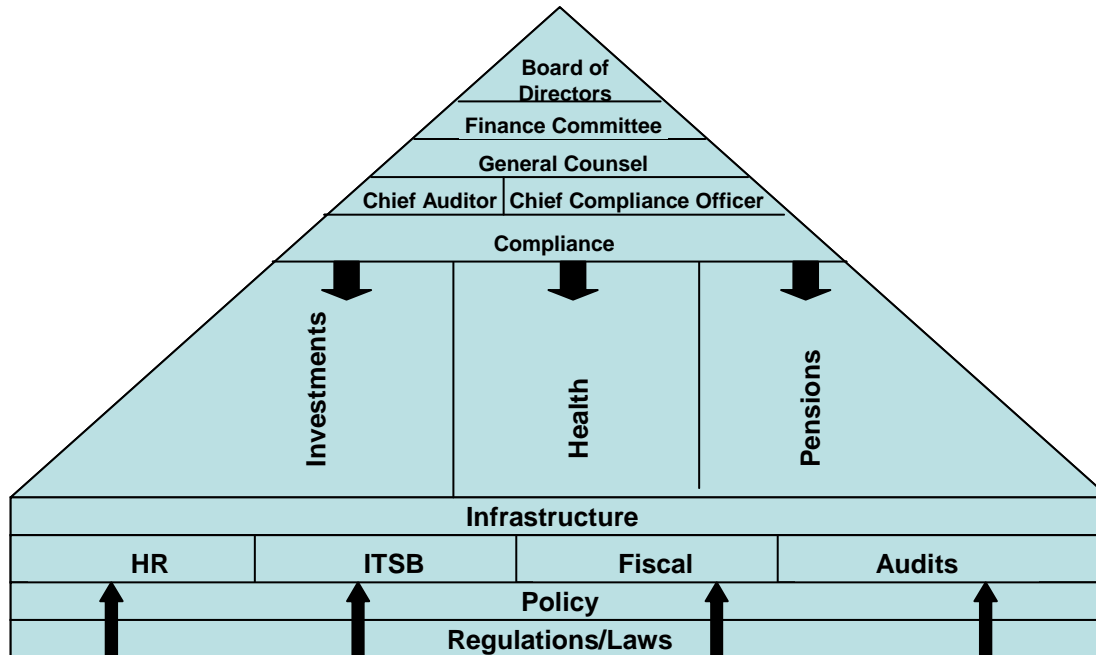 Board of
Directors
Finance Committee
General Counsel
Chief Auditor Chief Compliance Officer
Compliance
Investments Health Pensions
Infrastructure
HR ITSB Fiscal Audits
Policy
Regulations/Laws